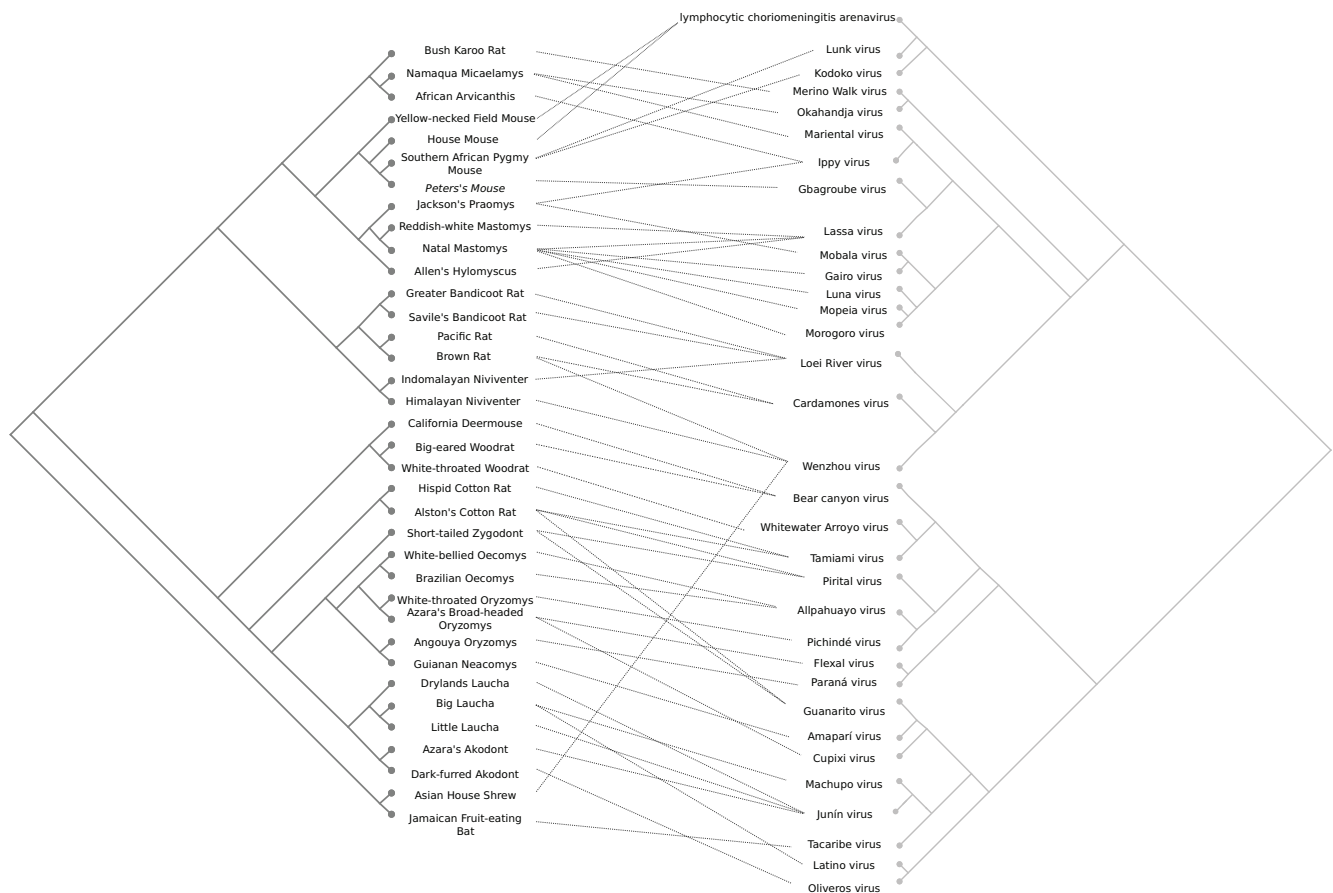 lymphocytic choriomeningitis arenavirus
Bush Karoo Rat
Namaqua Micaelamys
African Arvicanthis
Yellow-necked Field Mouse
House Mouse
Southern African Pygmy
Mouse
Peters's Mouse
Jackson's Praomys
Reddish-white Mastomys
Natal Mastomys
Allen's Hylomyscus
Greater Bandicoot Rat
Savile's Bandicoot Rat
Pacific Rat
Brown Rat
Indomalayan Niviventer
Himalayan Niviventer
California Deermouse
Big-eared Woodrat
White-throated Woodrat
Hispid Cotton Rat
Alston's Cotton Rat
Short-tailed Zygodont
White-bellied Oecomys
Brazilian Oecomys
White-throated Oryzomys
Azara's Broad-headed
Oryzomys
Angouya Oryzomys
Guianan Neacomys
Drylands Laucha
Big Laucha
Little Laucha
Azara's Akodont
Dark-furred Akodont
Asian House Shrew
Jamaican Fruit-eating
Bat
Lunk virus
Kodoko virus
Merino Walk virus
Okahandja virus
Mariental virus
Ippy virus
Gbagroube virus
Lassa virus
Mobala virus
Gairo virus
Luna virus
Mopeia virus
Morogoro virus
Loei River virus
Cardamones virus
Wenzhou virus
Bear canyon virus
Whitewater Arroyo virus
Tamiami virus
Pirital virus
Allpahuayo virus
Pichindé virus
Flexal virus
Paraná virus
Guanarito virus
Amaparí virus
Cupixi virus
Machupo virus
Junín virus
Tacaribe virus
Latino virus
Oliveros virus